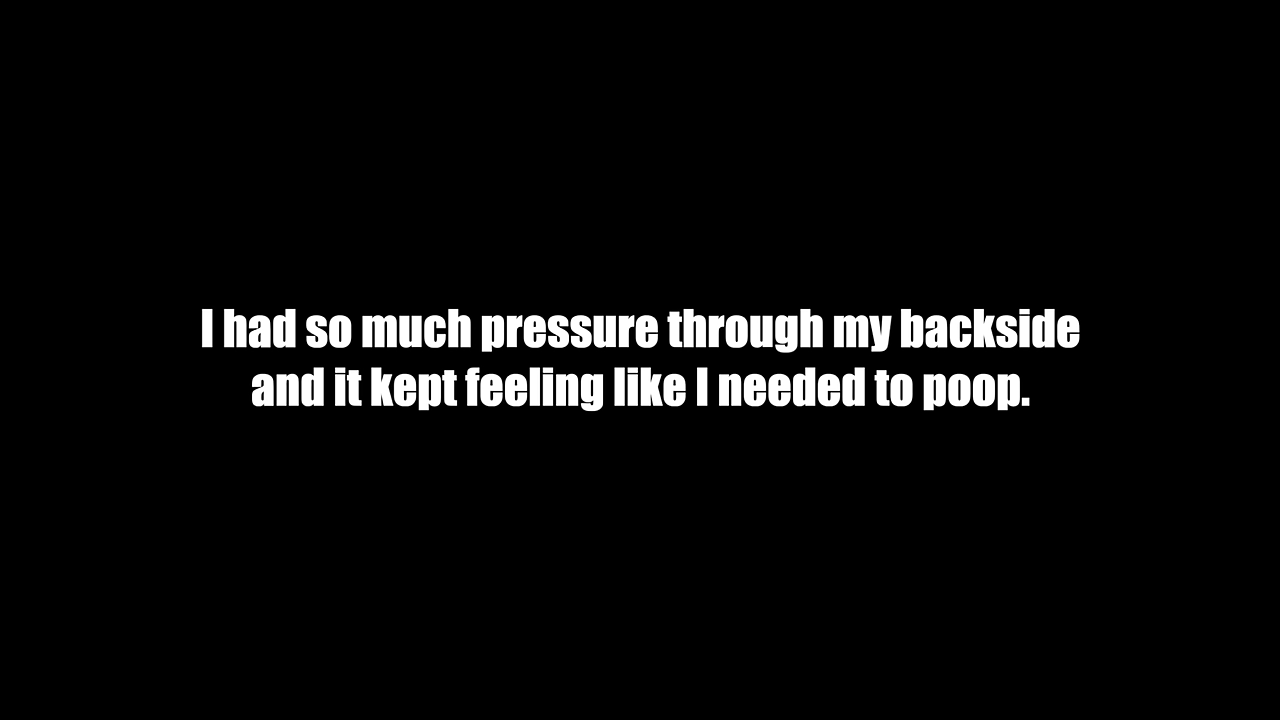 I had so much pressure through my backside
and it kept feeling like I needed to poop.